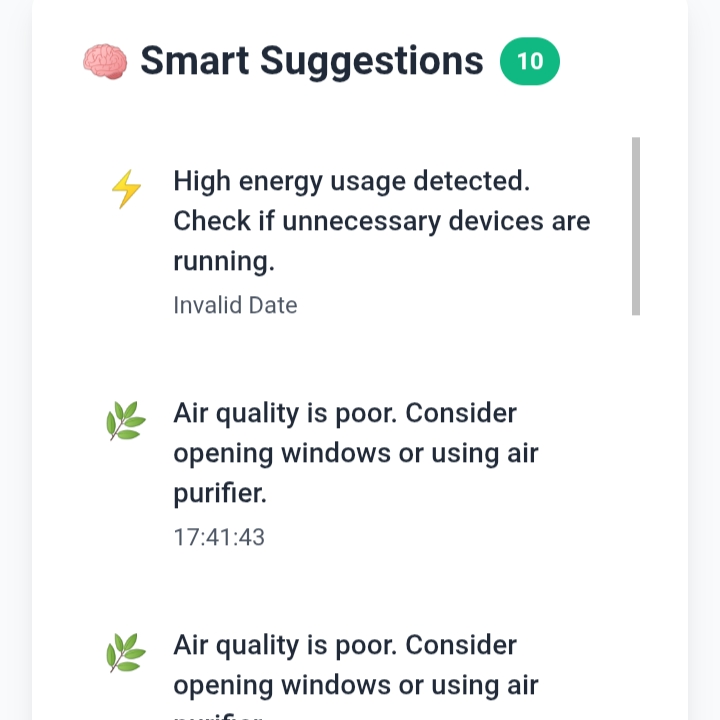 Smart Suggestions 10
High energy usage detected.
Check if unnecessary devices are
running.
Invalid Date
Air quality is poor. Consider
opening windows or using air
purifier.
17:41:43
Air quality is poor. Consider
opening windows or using air